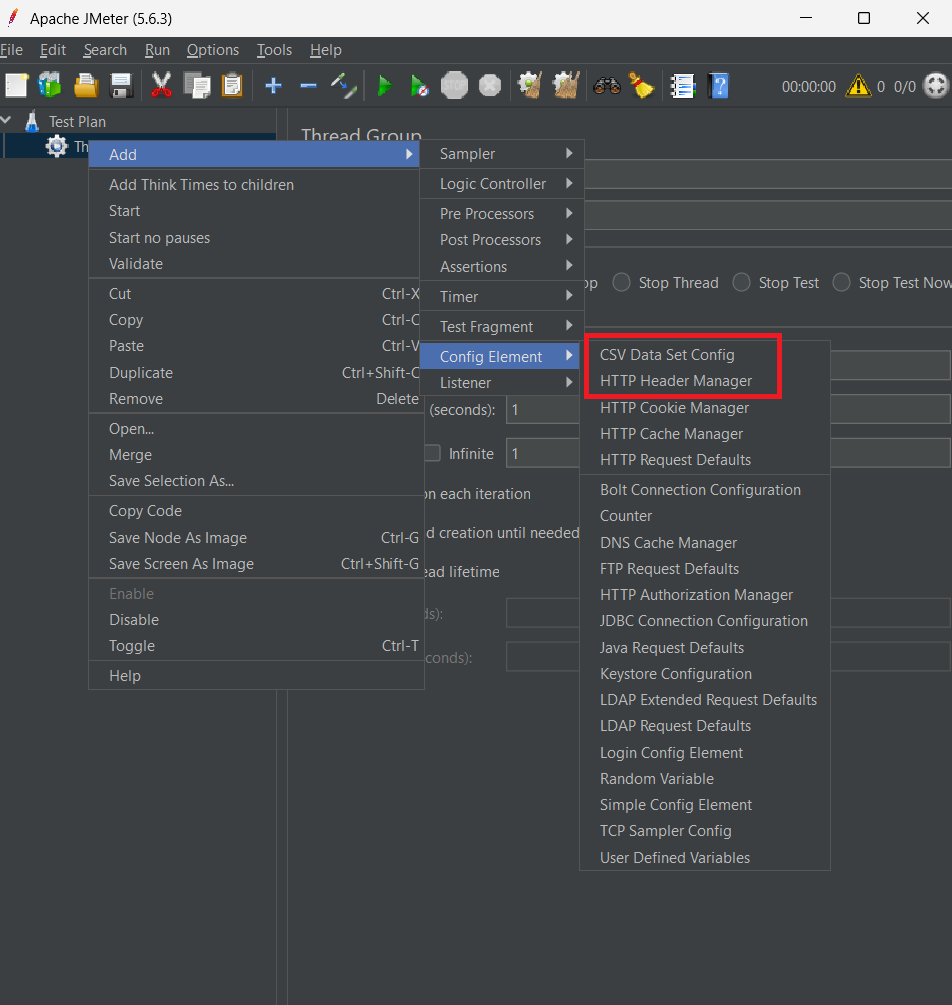 Apache JMeter (5.6.3)
File Edit Search Run Options Tools Help
STOP 00:00:00 0 0/0
Test Plan
Th
Thread Group
Add
Add Think Times to children
Start
Start no pauses
Validate
Cut Ctrl-X
Copy Ctrl-C
Paste Ctrl-V
Duplicate Ctrl+Shift-C
Remove Delete
Open...
Merge
Save Selection As...
Copy Code
Save Node As Image Ctrl-G
Save Screen As Image Ctrl+Shift-G
Enable
Disable
Toggle Ctrl-T
Help
Sampler
Logic Controller
Pre Processors
Post Processors
Assertions
Timer
Test Fragment
Config Element
Listener
CSV Data Set Config
HTTP Header Manager
HTTP Cookie Manager
HTTP Cache Manager
HTTP Request Defaults
Bolt Connection Configuration
Counter
DNS Cache Manager
FTP Request Defaults
HTTP Authorization Manager
JDBC Connection Configuration
Java Request Defaults
Keystore Configuration
LDAP Extended Request Defaults
LDAP Request Defaults
Login Config Element
Random Variable
Simple Config Element
TCP Sampler Config
User Defined Variables
op Stop Thread Stop Test Stop Test Now
(seconds): 1
Infinite 1
on each iteration
d creation until needed
ead lifetime
ds):
conds):